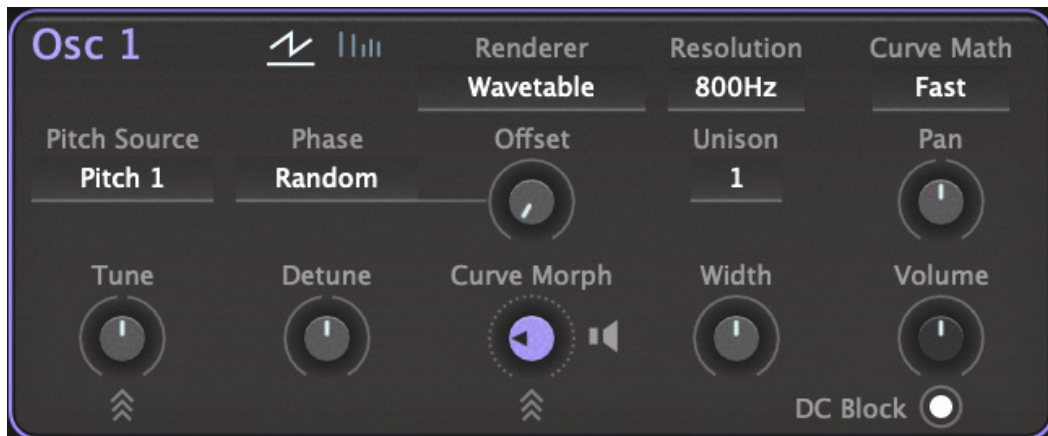 Osc 1
Renderer Resolution Curve Math
Wavetable 800Hz Fast
Pitch Source Phase Offset Unison Pan
Pitch 1 Random 1
Tune Detune Curve Morph Width Volume
DC Block